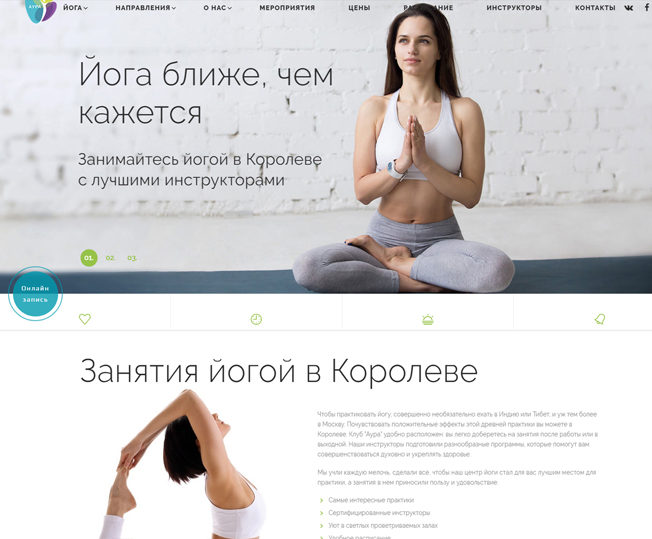 АУРА
ЙОГА НАПРАВЛЕНИЯ О НАС МЕРОПРИЯТИЯ ЦЕНЫ РАСПИСАНИЕ ИНСТРУКТОРЫ КОНТАКТЫ
Йога ближе, чем
кажется
Занимайтесь йогой в Королеве
с лучшими инструкторами
01. 02. 03.
Онлайн
запись
Занятия йогой в Королеве
Чтобы практиковать йогу, совершенно необязательно ехать в Индию или Тибет, и уж тем более
в Москву. Почувствовать положительные эффекты этой древней практики вы можете в
Королеве. Клуб "Аура" удобно расположен, вы легко доберетесь на занятия после работы или в
выходной. Наши инструкторы подготовили разнообразные программы, которые помогут вам
совершенствоваться духовно и укреплять здоровье.
Мы учли каждую мелочь, сделали все, чтобы наш центр йоги стал для вас лучшим местом для
практики, а занятия в нем приносили пользу и удовольствие:
Самые интересные практики
Сертифицированные инструкторы
Уют в светлых проветриваемых залах
Удобное расписание